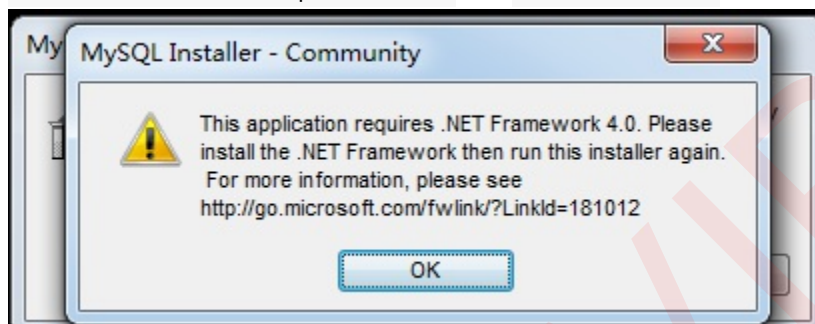 My
MySQL Installer - Community
This application requires .NET Framework 4.0. Please
install the .NET Framework then run this installer again.
For more information, please see
http://go.microsoft.com/fwlink/?LinkId=181012
OK